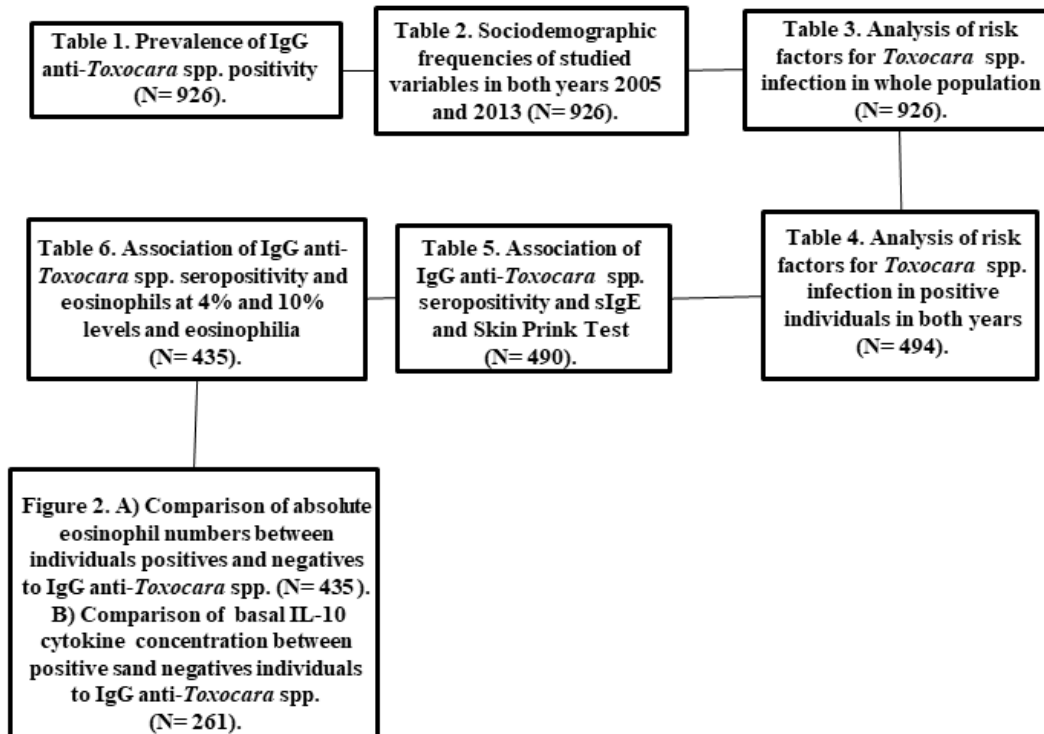 Table 1. Prevalence of IgG
anti-Toxocara spp. positivity
(N= 926).
Table 2. Sociodemographic
frequencies of studied
variables in both years 2005
and 2013 (N= 926).
Table 3. Analysis of risk
factors for Toxocara spp.
infection in whole population
(N= 926).
Table 4. Analysis of risk
factors for Toxocara spp.
infection in positive
individuals in both years
(N= 494).
Table 5. Association of
IgG anti-Toxocara spp.
seropositivity and sIgE
and Skin Prink Test
(N= 490).
Table 6. Association of IgG anti-
Toxocara spp. seropositivity and
eosinophils at 4% and 10%
levels and eosinophilia
(N= 435).
Figure 2. A) Comparison of absolute
eosinophil numbers between
individuals positives and negatives
to IgG anti-Toxocara spp. (N= 435).
B) Comparison of basal IL-10
cytokine concentration between
positive sand negatives individuals
to IgG anti-Toxocara spp.
(N= 261).